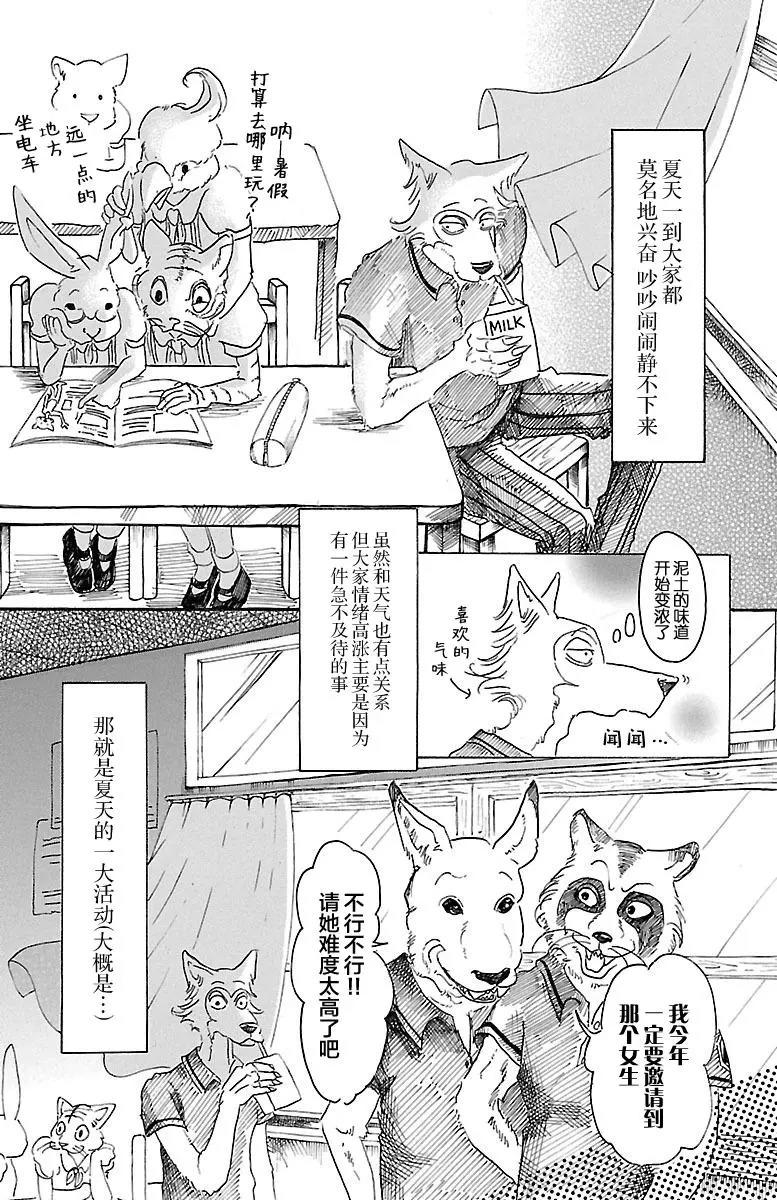 夏天一到大家都
莫名地兴奋 吵吵闹闹静不下来
呐—暑假
打算去哪里玩？
远一点的
地方
坐电车
MILK
泥土的味道
开始变浓了
喜欢的
气味
闻闻…
虽然和天气也有点关系
但大家情绪高涨主要是因为
有一件急不及待的事
我今年
一定要邀请到
那个女生
不行不行!!
请她难度太高了吧
那就是夏天的一大活动(大概是…)